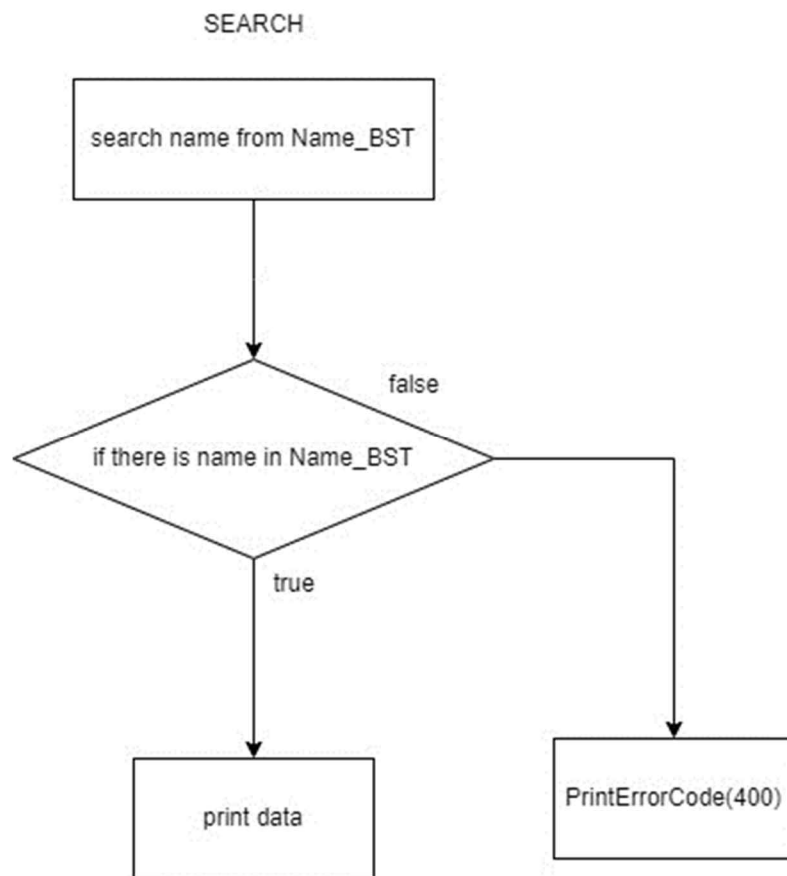 SEARCH
search name from Name_BST
false
if there is name in Name_BST
true
PrintErrorCode(400)
print data